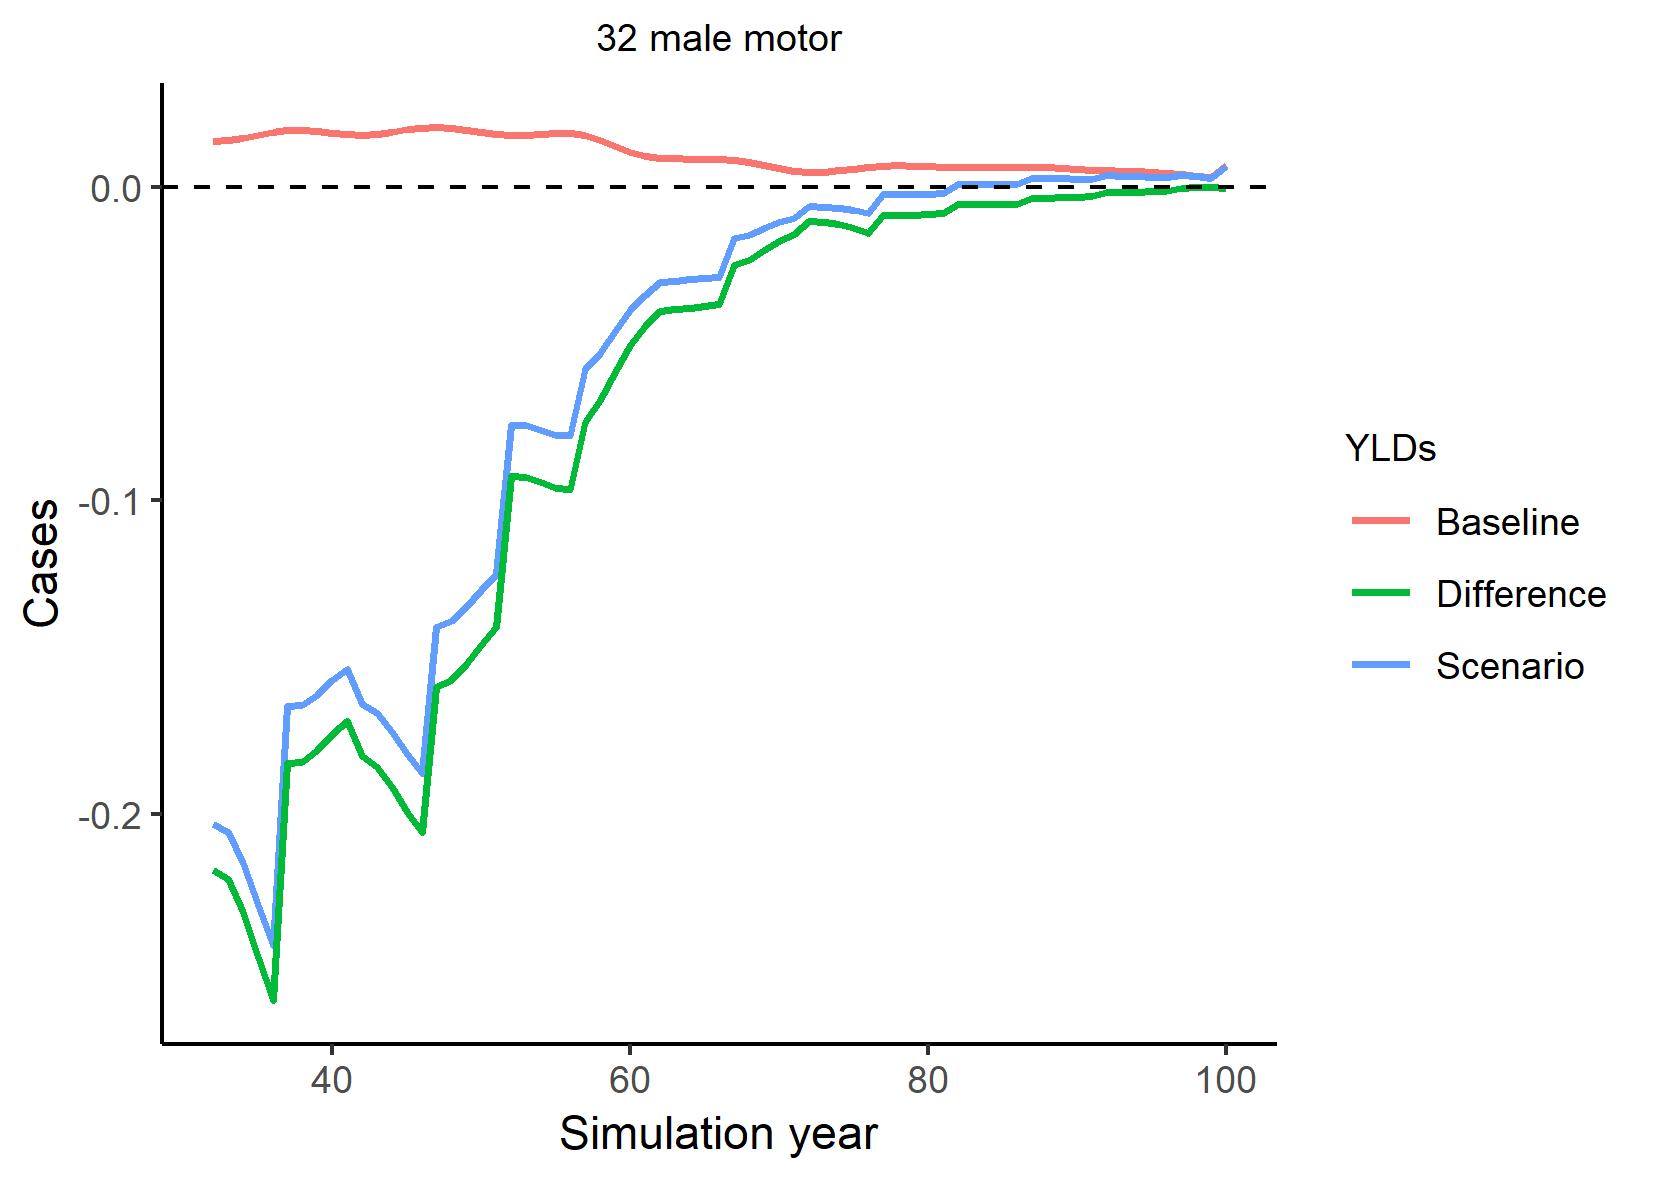 32 male motor
0.0
-0.1
-0.2
Cases
40 60 80 100
Simulation year
YLDs
Baseline
Difference
Scenario